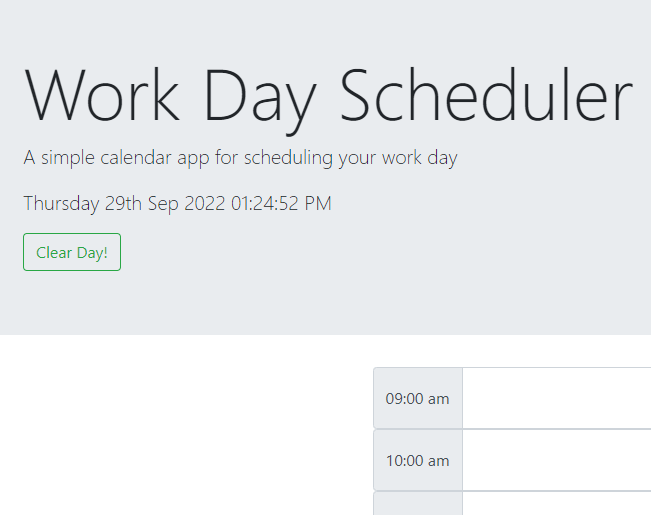 Work Day Scheduler
A simple calendar app for scheduling your work day
Thursday 29th Sep 2022 01:24:52 PM
Clear Day!
09:00 am
10:00 am